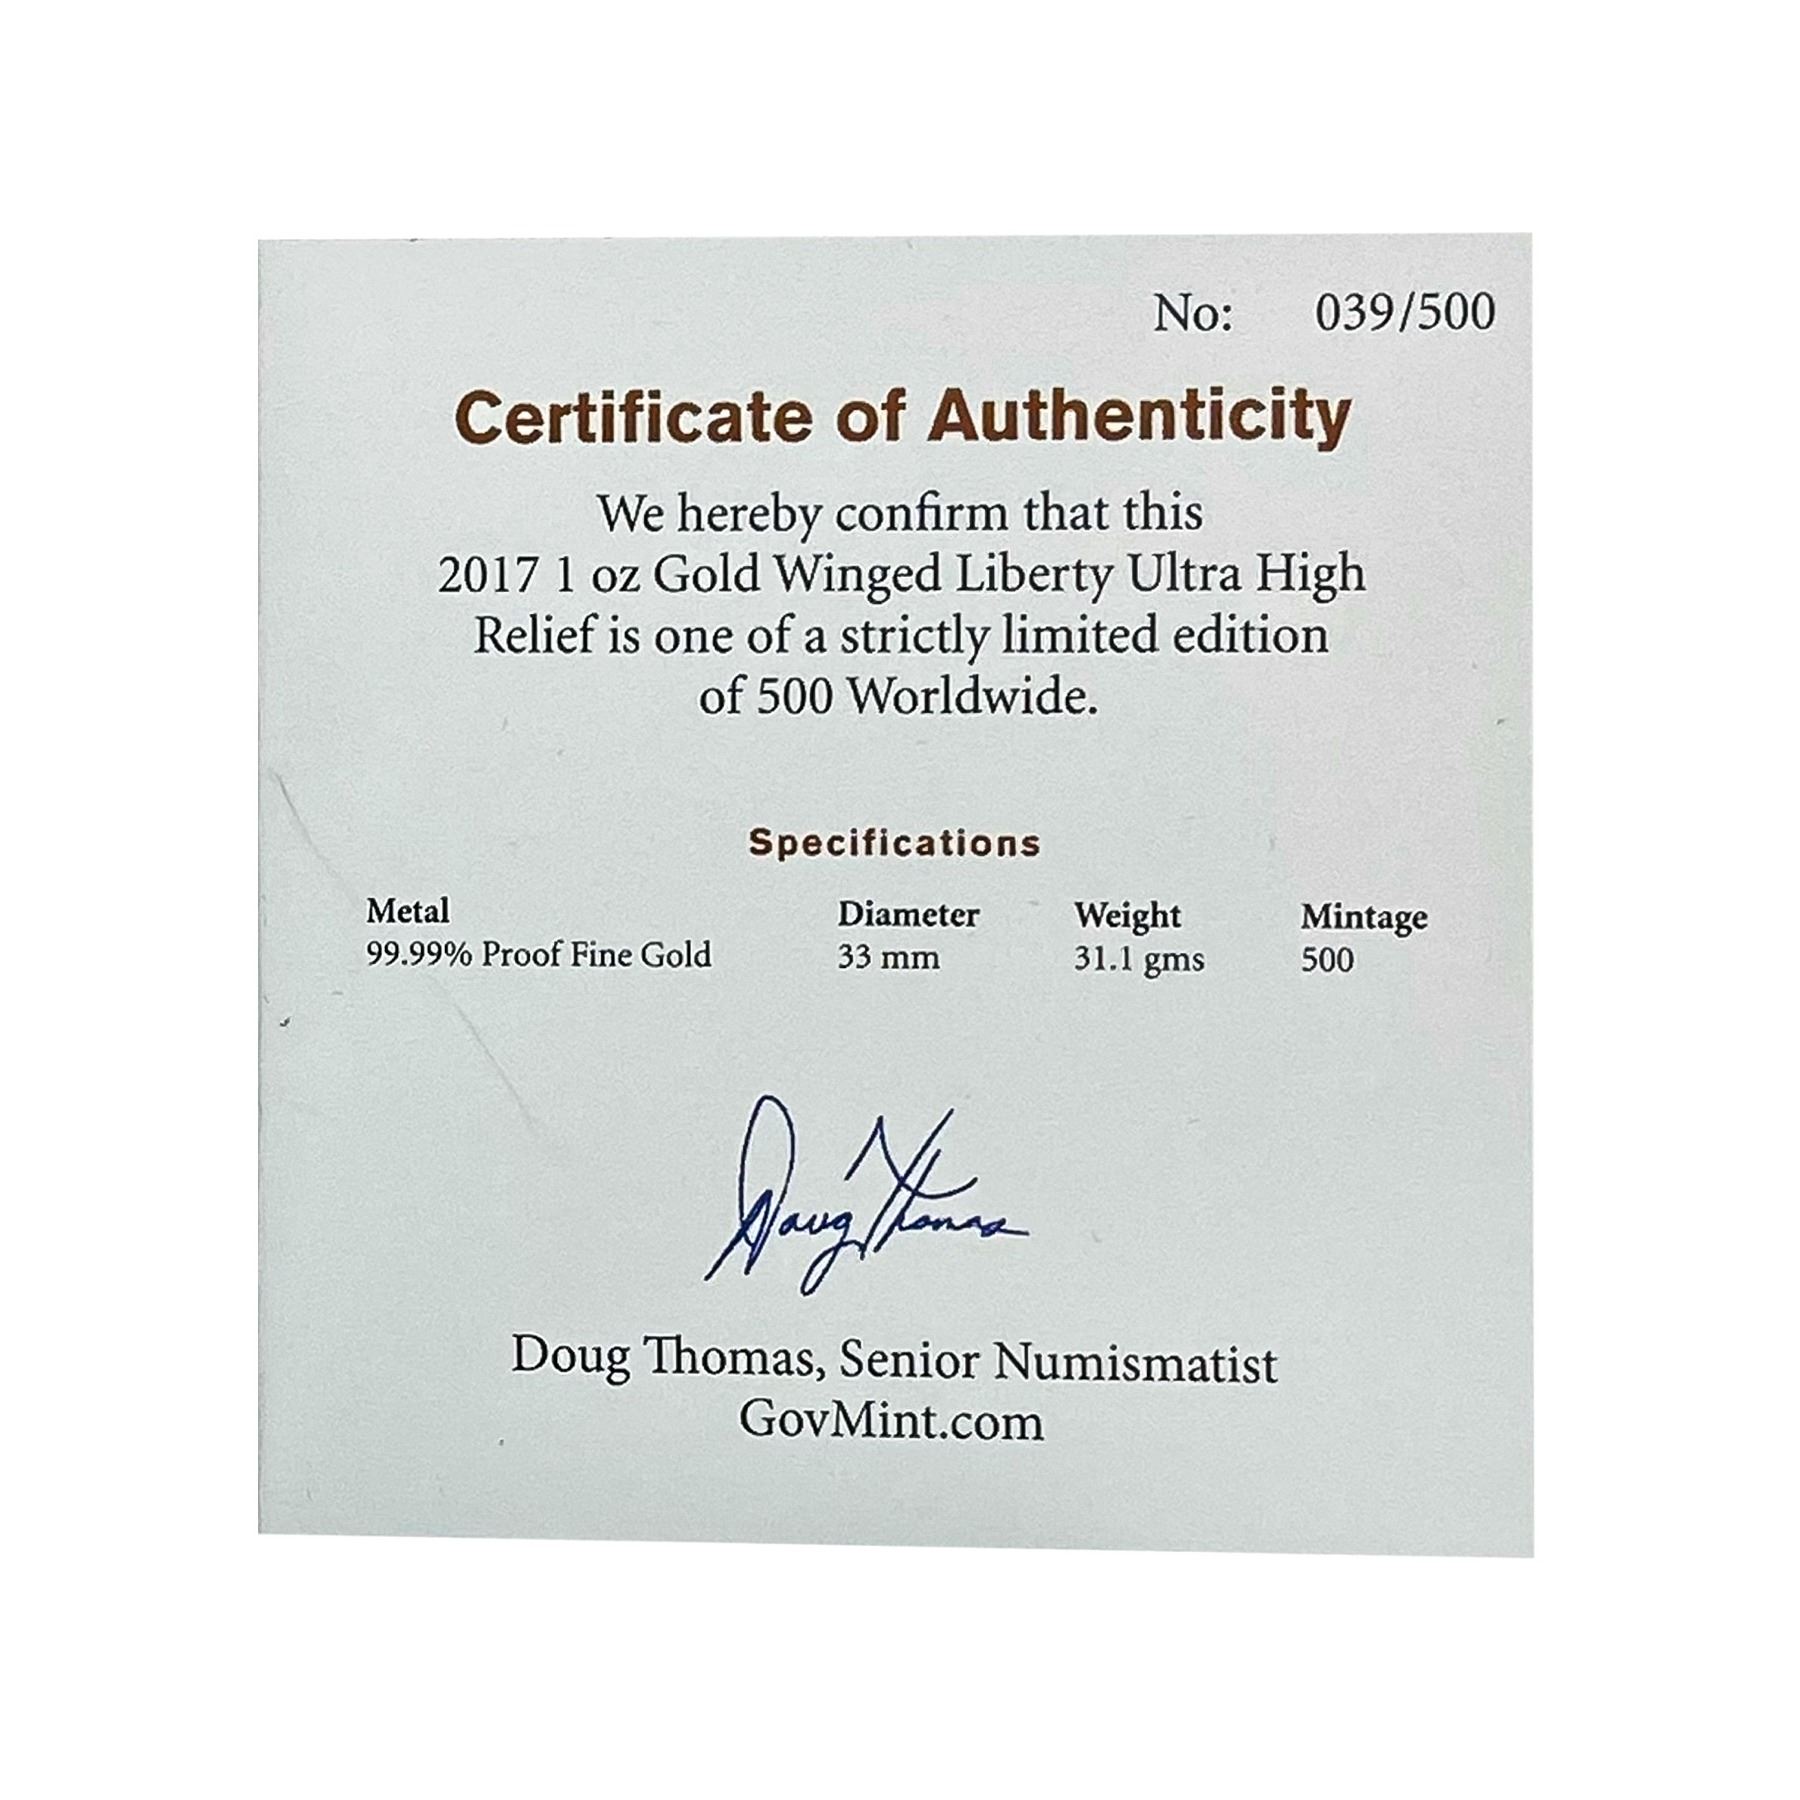 No: 039/500
Certificate of Authenticity
We hereby confirm that this
2017 1 oz Gold Winged Liberty Ultra High
Relief is one of a strictly limited edition
of 500 Worldwide.
Specifications
Metal Diameter Weight Mintage
99.99% Proof Fine Gold 33 mm 31.1 gms 500
Doug Thomas
Doug Thomas, Senior Numismatist
GovMint.com